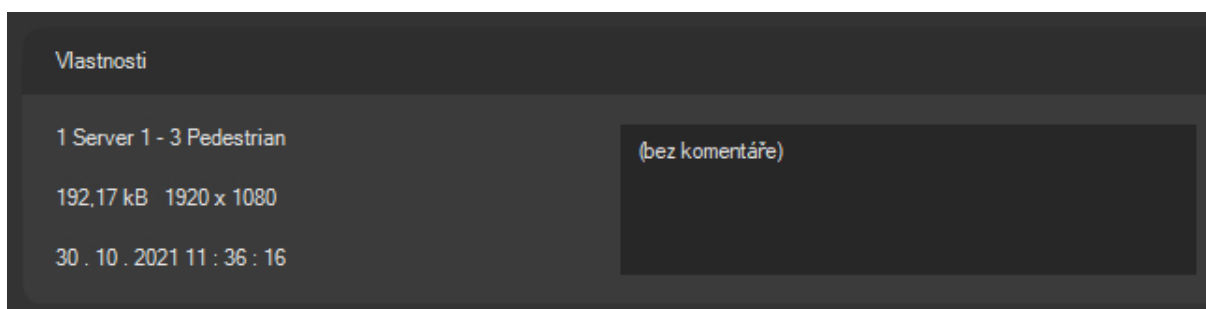 Vlastnosti
1 Server 1 - 3 Pedestrian
(bez komentáře)
192,17 kB 1920 x 1080
30 . 10 . 2021 11 : 36 : 16